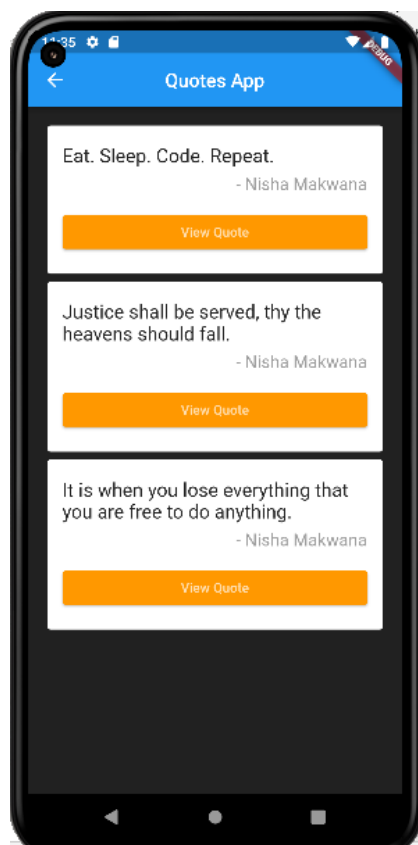 11:35
DEBUG
Quotes App
Eat. Sleep. Code. Repeat.
- Nisha Makwana
View Quote
Justice shall be served, thy the
heavens should fall.
- Nisha Makwana
View Quote
It is when you lose everything that
you are free to do anything.
- Nisha Makwana
View Quote